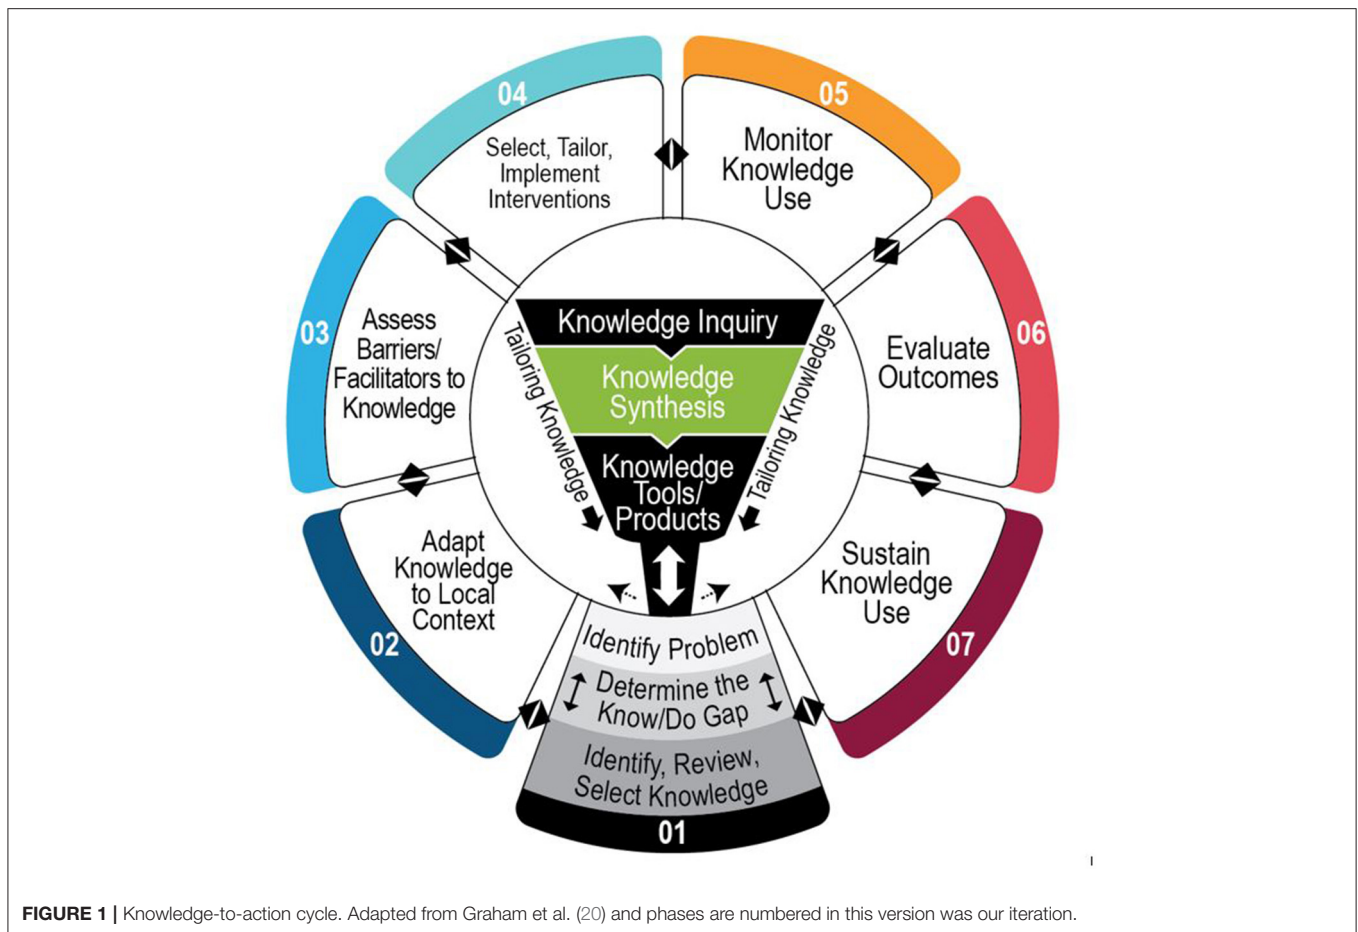 04
Select, Tailor,
Implement
Interventions
05
Monitor
Knowledge
Use
03
Assess
Barriers/
Facilitators to
Knowledge
06
Evaluate
Outcomes
Knowledge Inquiry
Knowledge
Synthesis
Knowledge
Tools/
Products
Tailoring Knowledge
Tailoring Knowledge
02
Adapt
Knowledge
to Local
Context
07
Sustain
Knowledge
Use
Identify Problem
Determine the
Know/Do Gap
Identify, Review,
Select Knowledge
01
FIGURE 1 | Knowledge-to-action cycle. Adapted from Graham et al. (20) and phases are numbered in this version was our iteration.